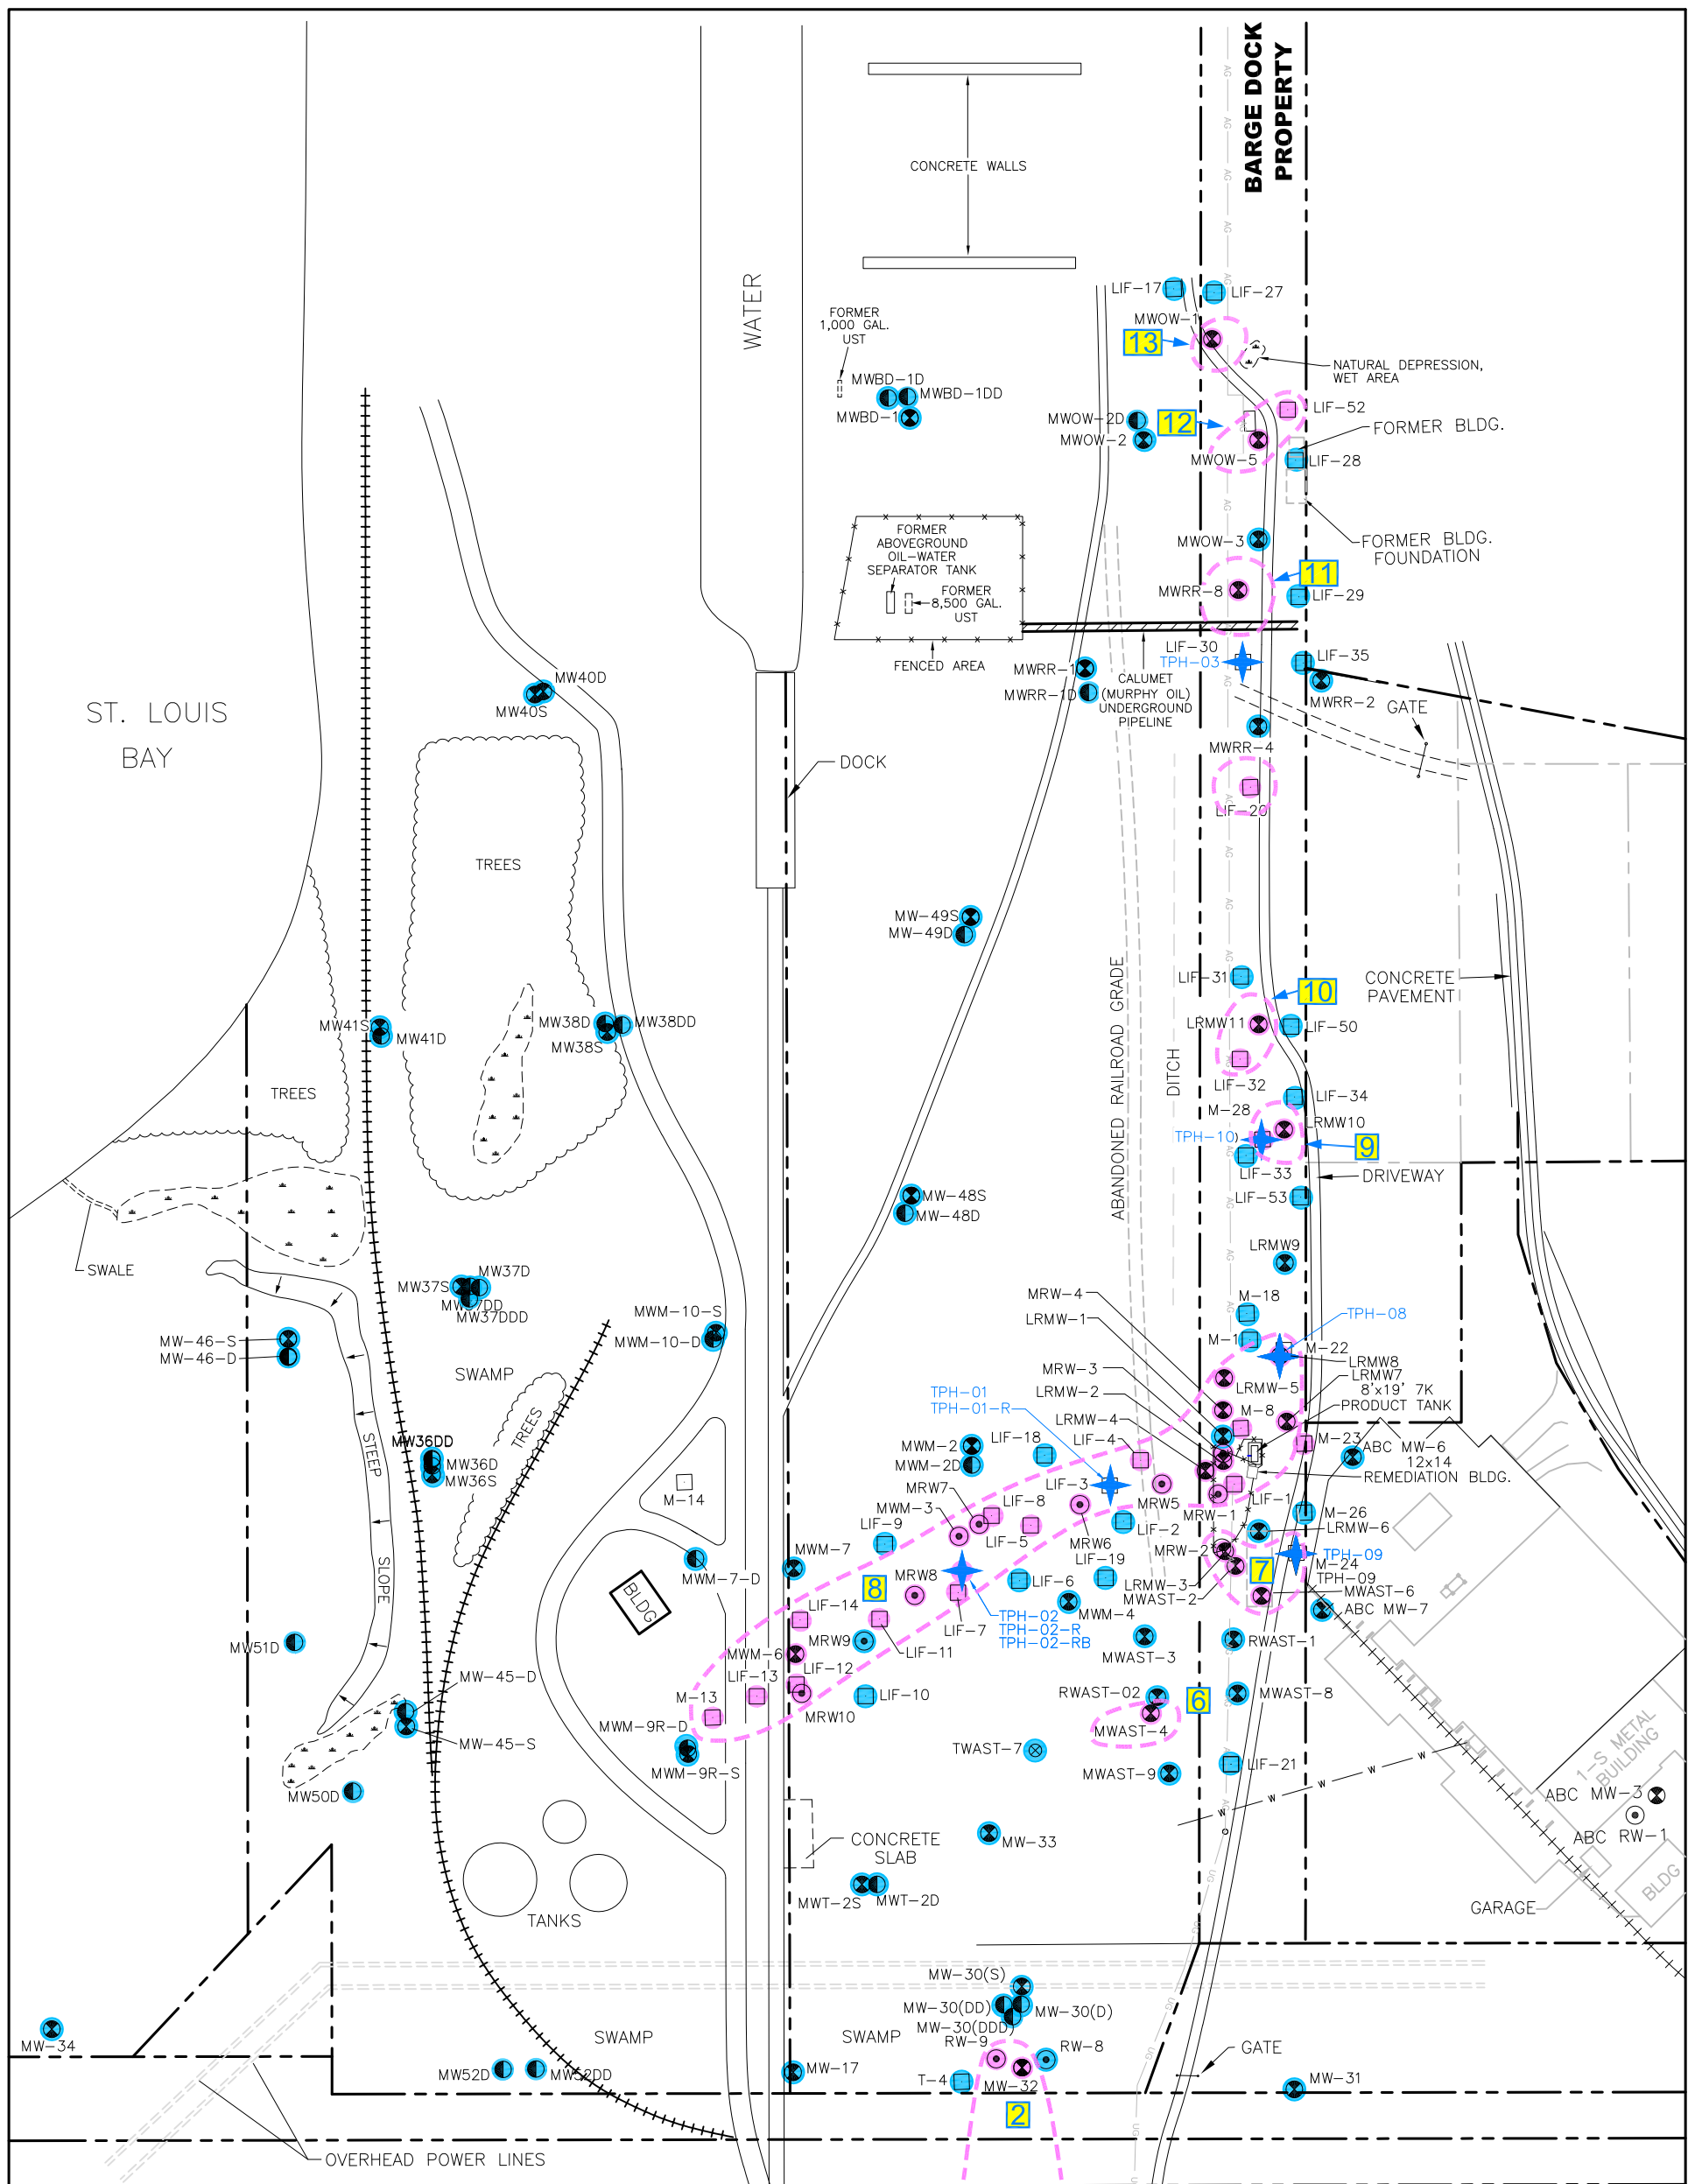 BARGE DOCK
PROPERTY
CONCRETE WALLS
WATER
FORMER
1,000 GAL.
UST
LIF-17
LIF-27
MWOW-1
13
NATURAL DEPRESSION,
WET AREA
MWBD-1D
MWBD-1DD
MWBD-1
MWOW-2D
MWOW-2
12
LIF-52
FORMER BLDG.
MWOW-5
LIF-28
FORMER
ABOVEGROUND
OIL-WATER
SEPARATOR TANK
FORMER
8,500 GAL.
UST
FENCED AREA
MWOW-3
FORMER BLDG.
FOUNDATION
11
MWRR-8
LIF-29
LIF-30
TPH-03
LIF-35
MWRR-1
MWRR-1D
CALUMET
(MURPHY OIL)
UNDERGROUND
PIPELINE
MWRR-2
GATE
MWRR-4
MW40D
MW40S
ST. LOUIS
BAY
DOCK
LIF-20
TREES
MW-49S
MW-49D
ABANDONED RAILROAD GRADE
DITCH
LIF-31
CONCRETE
PAVEMENT
10
LRMW11
LIF-50
LIF-32
MW41S
MW41D
MW38D
MW38DD
MW38S
TREES
LIF-34
M-28
LRMW10
TPH-10
9
LIF-33
DRIVEWAY
LIF-53
MW-48S
MW-48D
SWALE
LRMW9
MW37S
MW37D
MW37DD
MW37DDD
MRW-4
M-18
TPH-08
LRMW-1
M-1
M-22
MWM-10-S
MWM-10-D
MW-46-S
MW-46-D
SWAMP
MRW-3
LRMW8
LRMW-5
LRMW7
LRMW-2
8'x19' 7K
PRODUCT TANK
M-8
TPH-01
TPH-01-R
LRMW-4
LIF-4
M-23
TREES
STEEP
SLOPE
MW36DD
MW36D
MW36S
MWM-2
MWM-2D
LIF-18
ABC MW-6
12x14
REMEDIATION BLDG.
M-14
LIF-3
MRW5
LIF-1
MRW7
MWM-3
LIF-8
MRW-1
M-26
LIF-9
LIF-5
MRW6
LIF-2
LRMW-6
MRW-2
TPH-09
M-24
TPH-09
MWM-7
MWM-7-D
LIF-19
LRMW-3
7
MWAST-2
MWAST-6
8
MRW8
LIF-6
BLDG
LIF-7
TPH-02
TPH-02-R
TPH-02-RB
MWM-4
ABC MW-7
LIF-14
LIF-11
MRW9
MW51D
MWM-6
MWAST-3
RWAST-1
LIF-12
LIF-13
MW-45-D
M-13
MRW10
LIF-10
RWAST-02
6
MWAST-8
MWAST-4
MW-45-S
MWM-9R-D
MWM-9R-S
TWAST-7
MWAST-9
LIF-21
1-S METAL
BUILDING
MW50D
ABC MW-3
ABC RW-1
CONCRETE
SLAB
MW-33
MWT-2S
MWT-2D
TANKS
BLDG
GARAGE
MW-30(S)
MW-30(DD)
MW-30(D)
MW-30(DDD)
MW-34
SWAMP
SWAMP
RW-9
RW-8
GATE
MW52D
MW52DD
MW-17
T-4
MW-32
MW-31
2
OVERHEAD POWER LINES
AG
UG
W